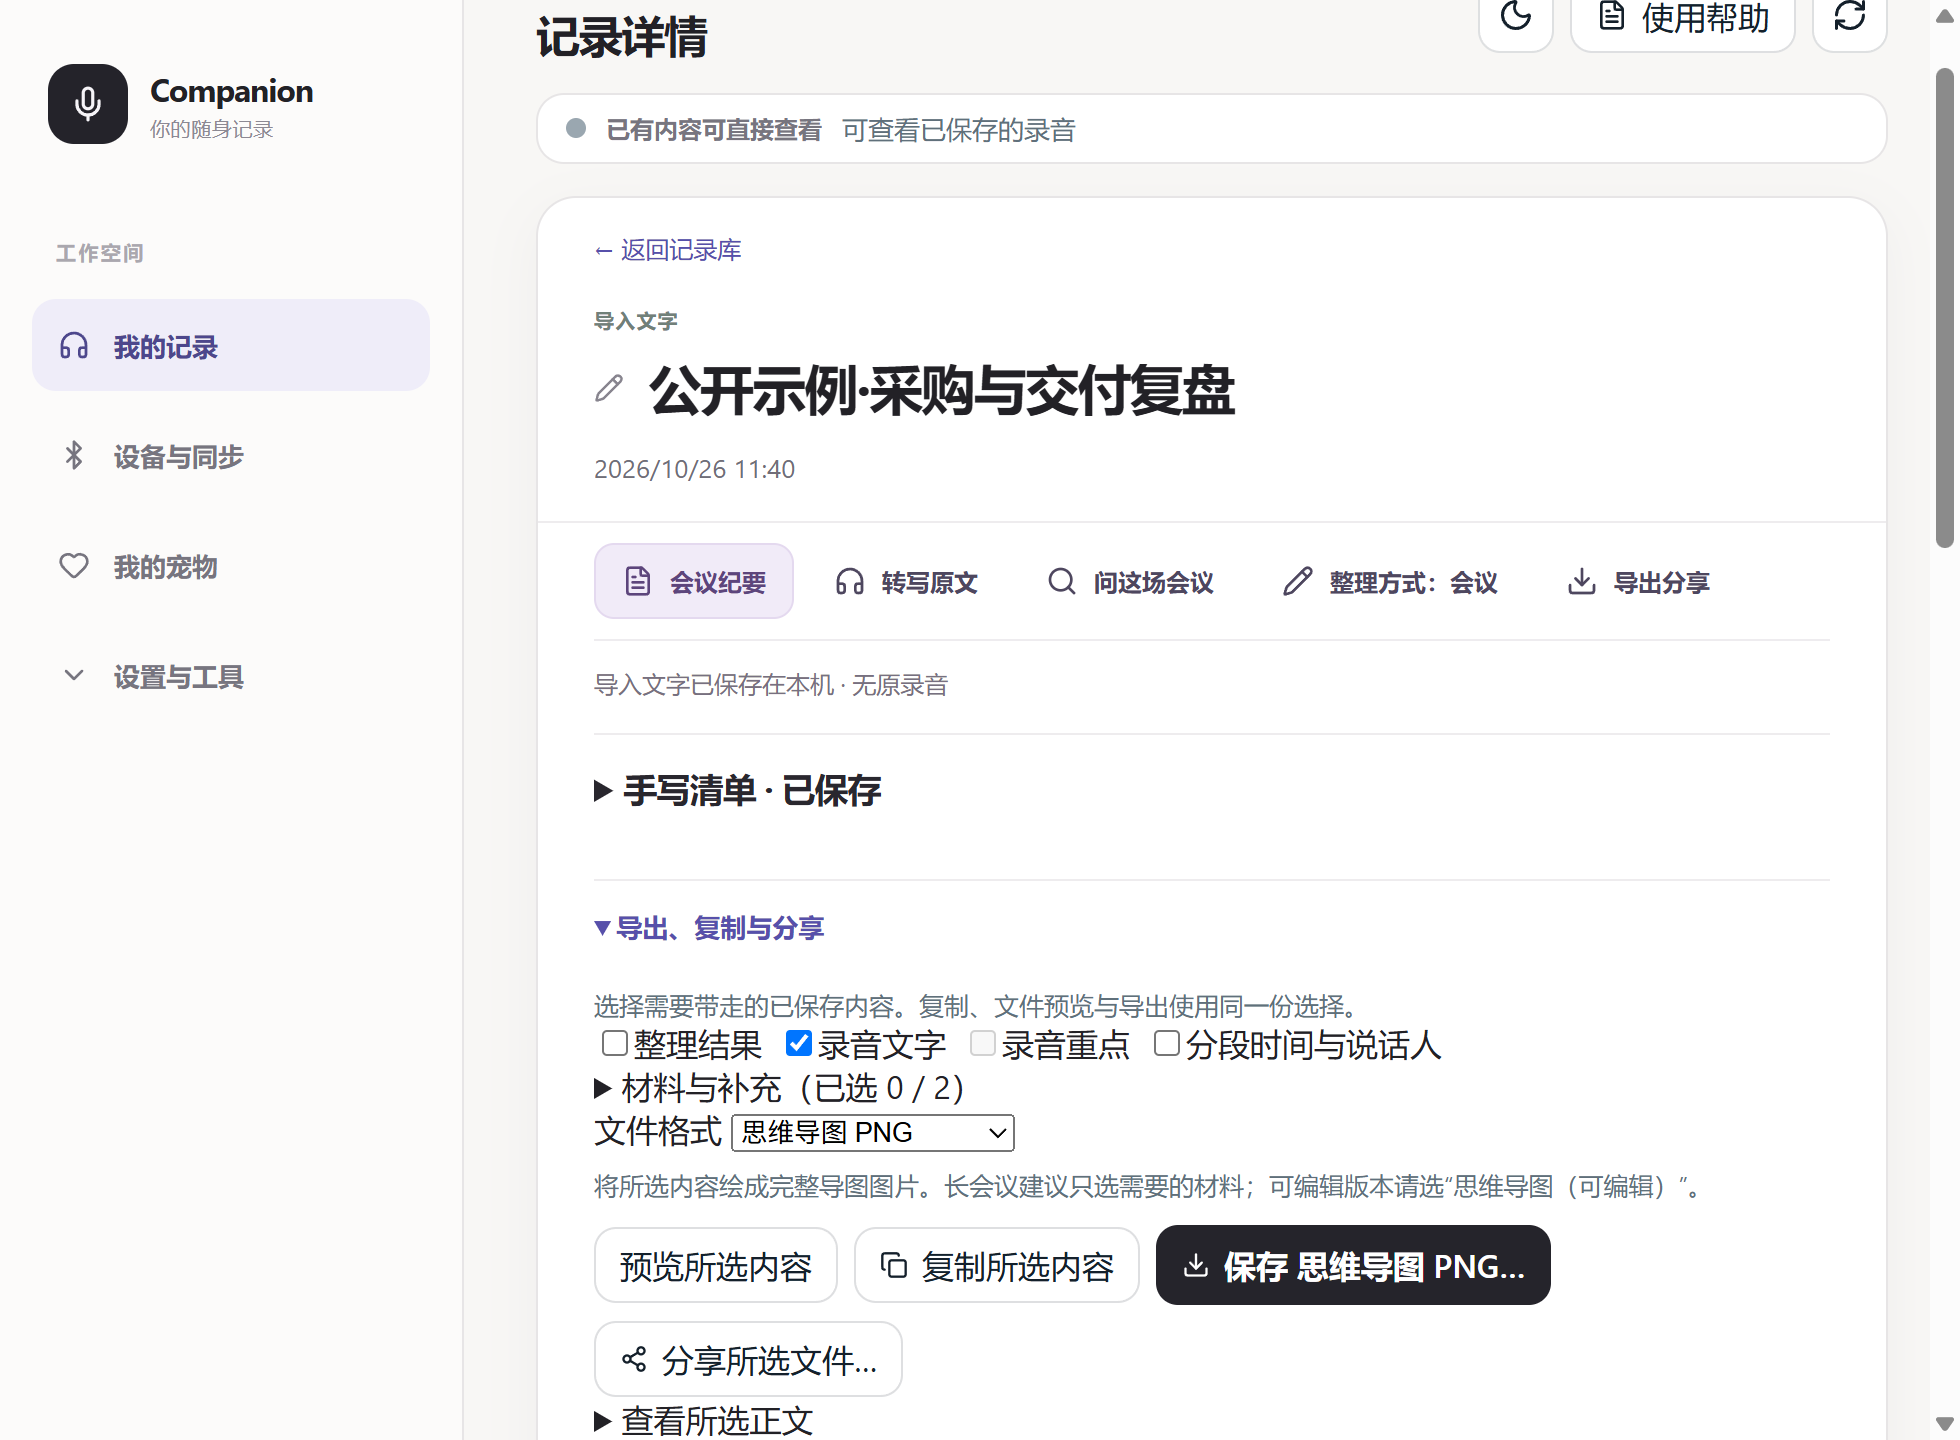 Companion
你的随身记录
工作空间
我的记录
设备与同步
我的宠物
设置与工具
记录详情
使用帮助
已有内容可直接查看 可查看已保存的录音
← 返回记录库
导入文字
公开示例·采购与交付复盘
2026/10/26 11:40
会议纪要 转写原文 问这场会议 整理方式：会议 导出分享
导入文字已保存在本机 · 无原录音
▶ 手写清单 · 已保存
▼导出、复制与分享
选择需要带走的已保存内容。复制、文件预览与导出使用同一份选择。
整理结果 录音文字 录音重点 分段时间与说话人
▶ 材料与补充（已选 0 / 2）
文件格式 思维导图 PNG
将所选内容绘成完整导图图片。长会议建议只选需要的材料；可编辑版本请选“思维导图（可编辑）”。
预览所选内容 复制所选内容 保存 思维导图 PNG...
分享所选文件...
▶ 查看所选正文